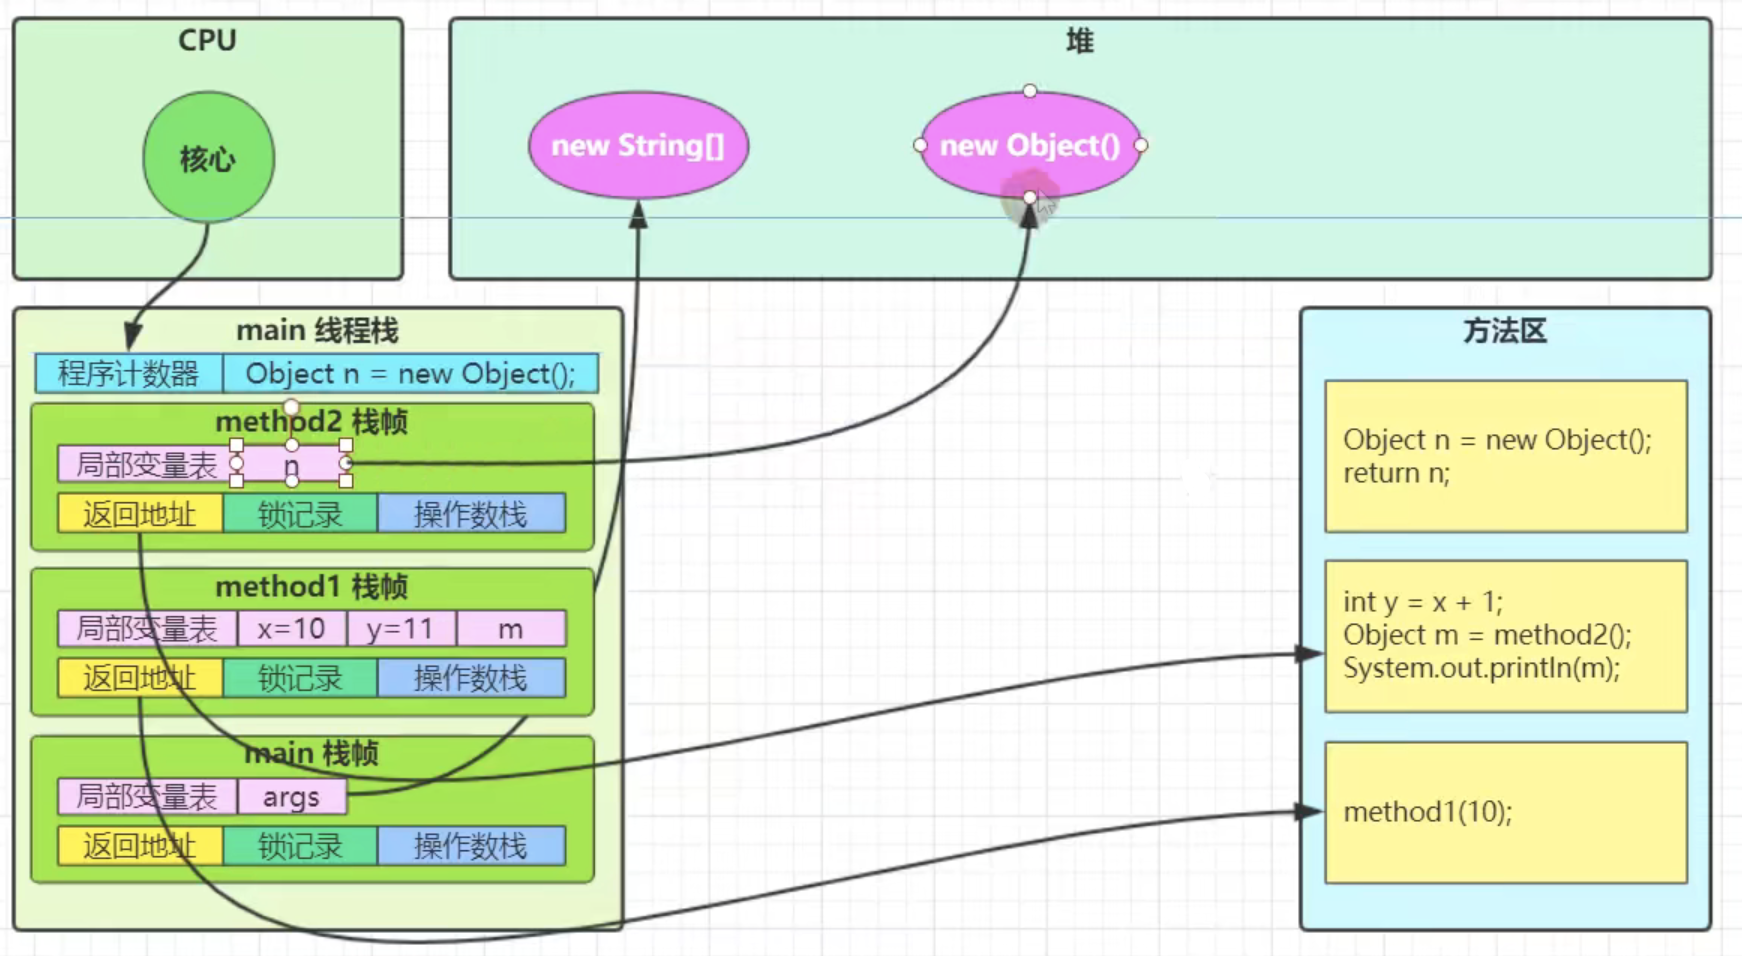 CPU
核心
堆
new String[]
new Object()
main 线程栈
程序计数器
Object n = new Object();
method2 栈帧
局部变量表
n
返回地址
锁记录
操作数栈
method1 栈帧
局部变量表
x=10
y=11
m
返回地址
锁记录
操作数栈
main 栈帧
局部变量表
args
返回地址
锁记录
操作数栈
方法区
Object n = new Object();
return n;
int y = x + 1;
Object m = method2();
System.out.println(m);
method1(10);